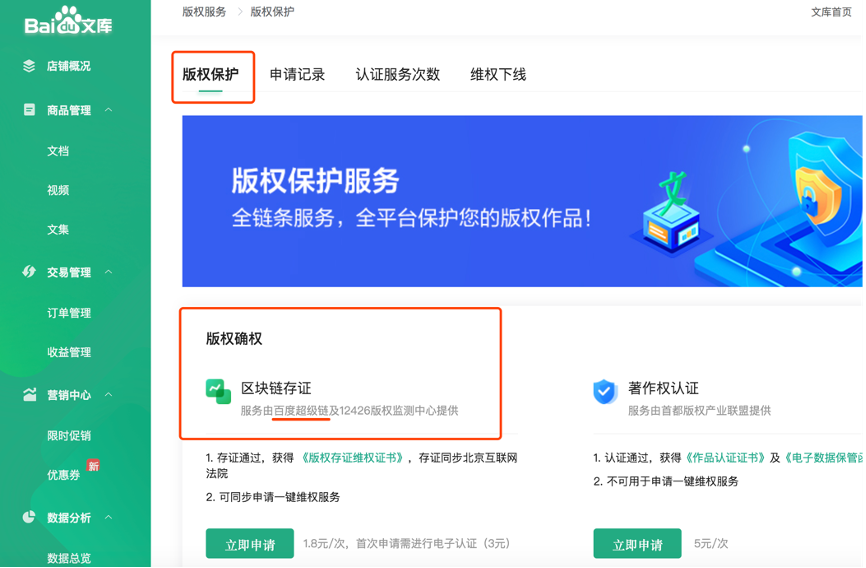 Baidu文库
版权服务 > 版权保护
文库首页
店铺概况
商品管理
文档
视频
文集
交易管理
订单管理
收益管理
营销中心
限时促销
优惠券 新
数据分析
数据总览
版权保护 申请记录 认证服务次数 维权下线
版权保护服务
全链条服务，全平台保护您的版权作品！
文
版权确权
区块链存证
服务由百度超级链及12426版权监测中心提供
1. 存证通过，获得《版权存证维权证书》，存证同步北京互联网
法院
2. 可同步申请一键维权服务
立即申请 1.8元/次，首次申请需进行电子认证（3元）
著作权认证
服务由首都版权产业联盟提供
1. 认证通过，获得《作品认证证书》及《电子数据保管函
2. 不可用于申请一键维权服务
立即申请 5元/次